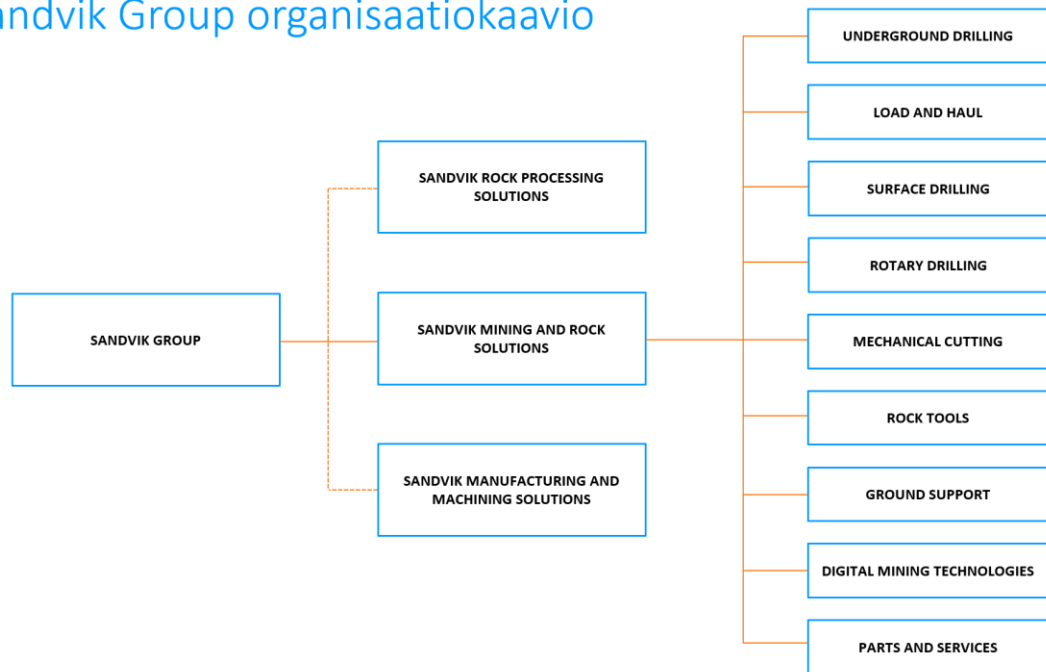 andvik Group organisaatiokaavio
UNDERGROUND DRILLING
LOAD AND HAUL
SANDVIK ROCK PROCESSING
SOLUTIONS
SURFACE DRILLING
ROTARY DRILLING
SANDVIK GROUP
SANDVIK MINING AND ROCK
SOLUTIONS
MECHANICAL CUTTING
ROCK TOOLS
SANDVIK MANUFACTURING AND
MACHINING SOLUTIONS
GROUND SUPPORT
DIGITAL MINING TECHNOLOGIES
PARTS AND SERVICES